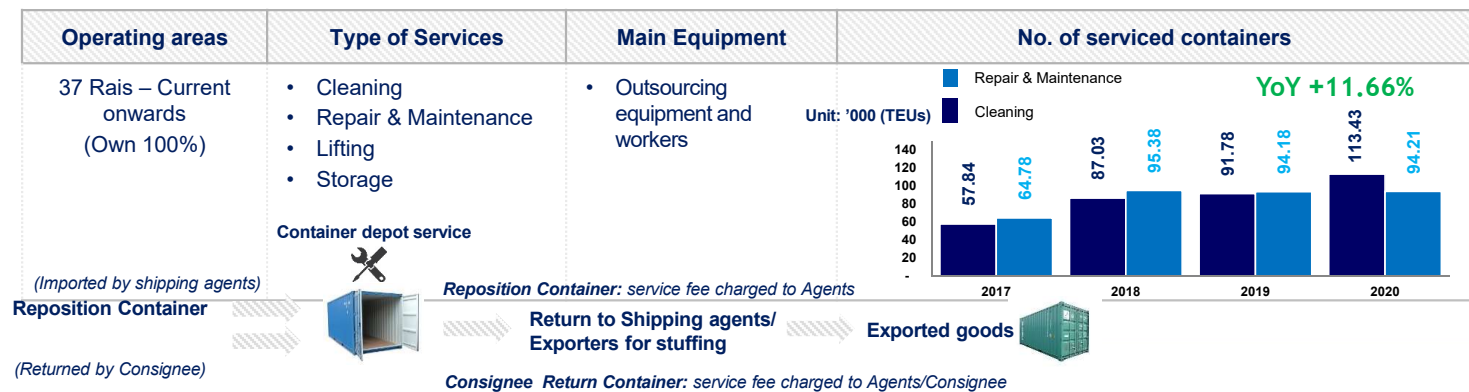 Operating areas
Type of Services
Main Equipment
No. of serviced containers
37 Rais – Current
onwards
(Own 100%)
• Cleaning
• Repair & Maintenance
• Lifting
• Storage
• Outsourcing
equipment and
workers
Repair & Maintenance
YoY +11.66%
Unit: '000 (TEUs)
Cleaning
140
120
100
80
60
40
20
-
57.84
64.78
87.03
95.38
91.78
94.18
113.43
94.21
2017
2018
2019
2020
Container depot service
(Imported by shipping agents)
Reposition Container
(Returned by Consignee)
Reposition Container: service fee charged to Agents
Return to Shipping agents/
Exporters for stuffing
Exported goods
Consignee Return Container: service fee charged to Agents/Consignee